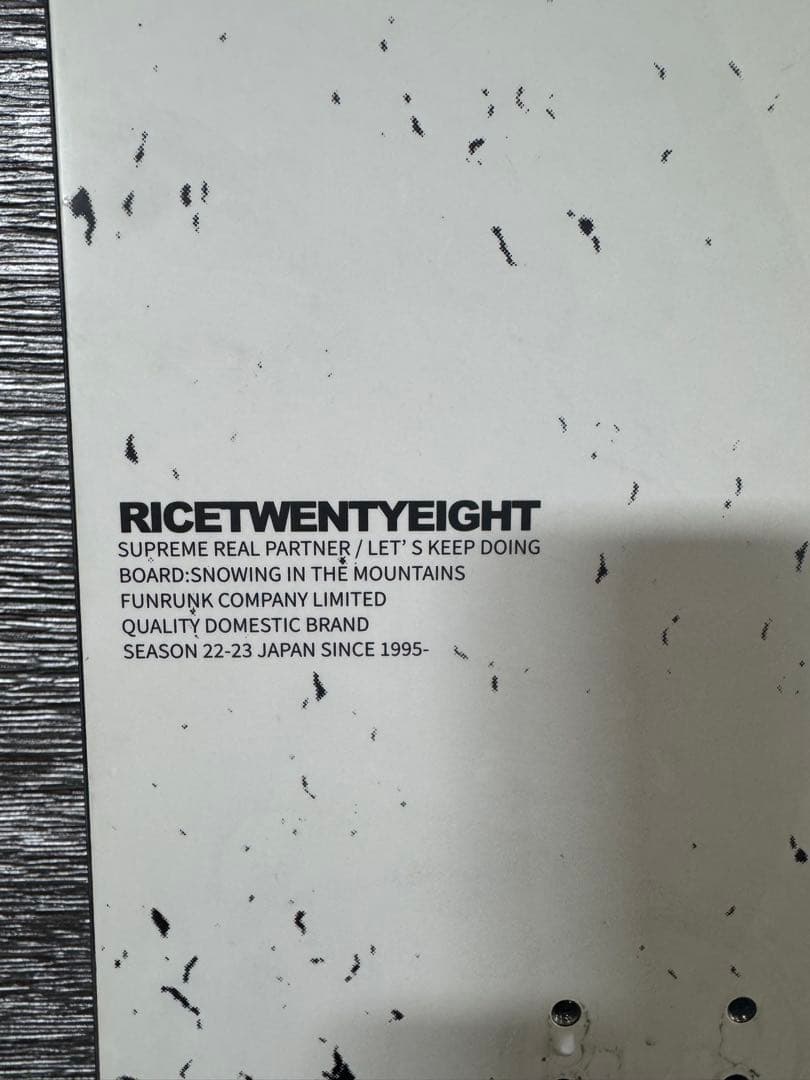 RICETWENTYEIGHT
SUPREME REAL PARTNER / LET' S KEEP DOING
BOARD:SNOWING IN THE MOUNTAINS
FUNRUNK COMPANY LIMITED
QUALITY DOMESTIC BRAND
SEASON 22-23 JAPAN SINCE 1995-